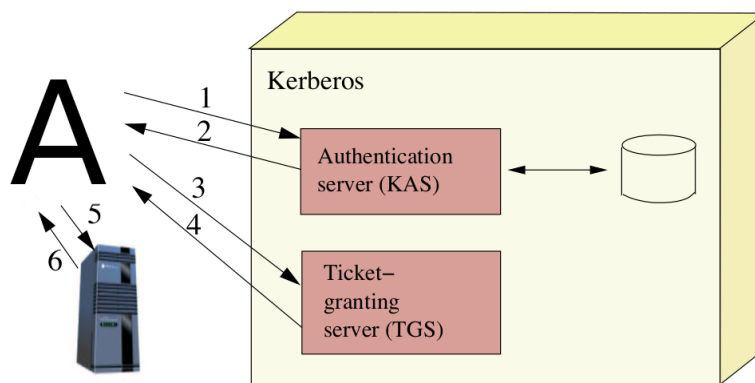 Kerberos
A
1
2
Authentication
server (KAS)
3
4
5
6
Ticket–
granting
server (TGS)